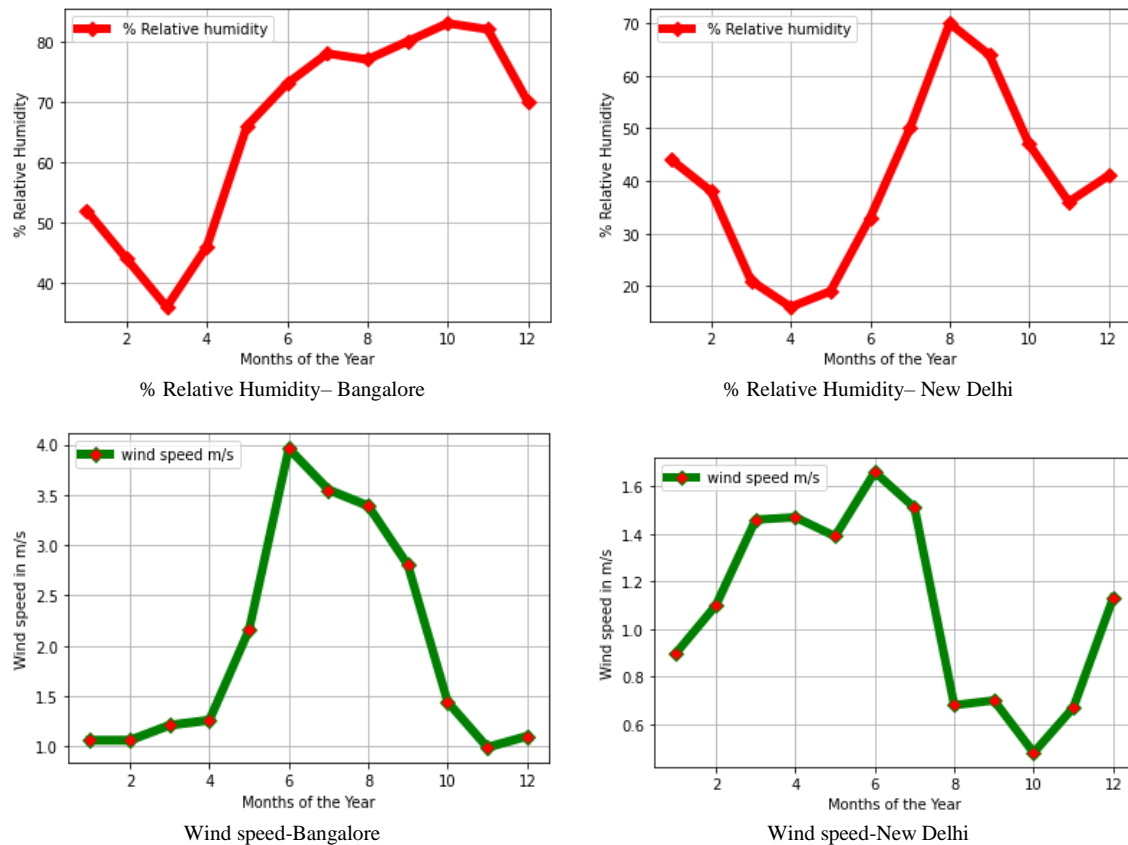 % Relative humidity
% Relative Humidity
80
70
60
50
40
2 4 6 8 10 12
Months of the Year
% Relative Humidity– Bangalore
% Relative humidity
% Relative Humidity
70
60
50
40
30
20
2 4 6 8 10 12
Months of the Year
% Relative Humidity– New Delhi
wind speed m/s
Wind speed in m/s
4.0
3.5
3.0
2.5
2.0
1.5
1.0
2 4 6 8 10 12
Months of the Year
Wind speed-Bangalore
wind speed m/s
Wind speed in m/s
1.6
1.4
1.2
1.0
0.8
0.6
2 4 6 8 10 12
Months of the Year
Wind speed-New Delhi